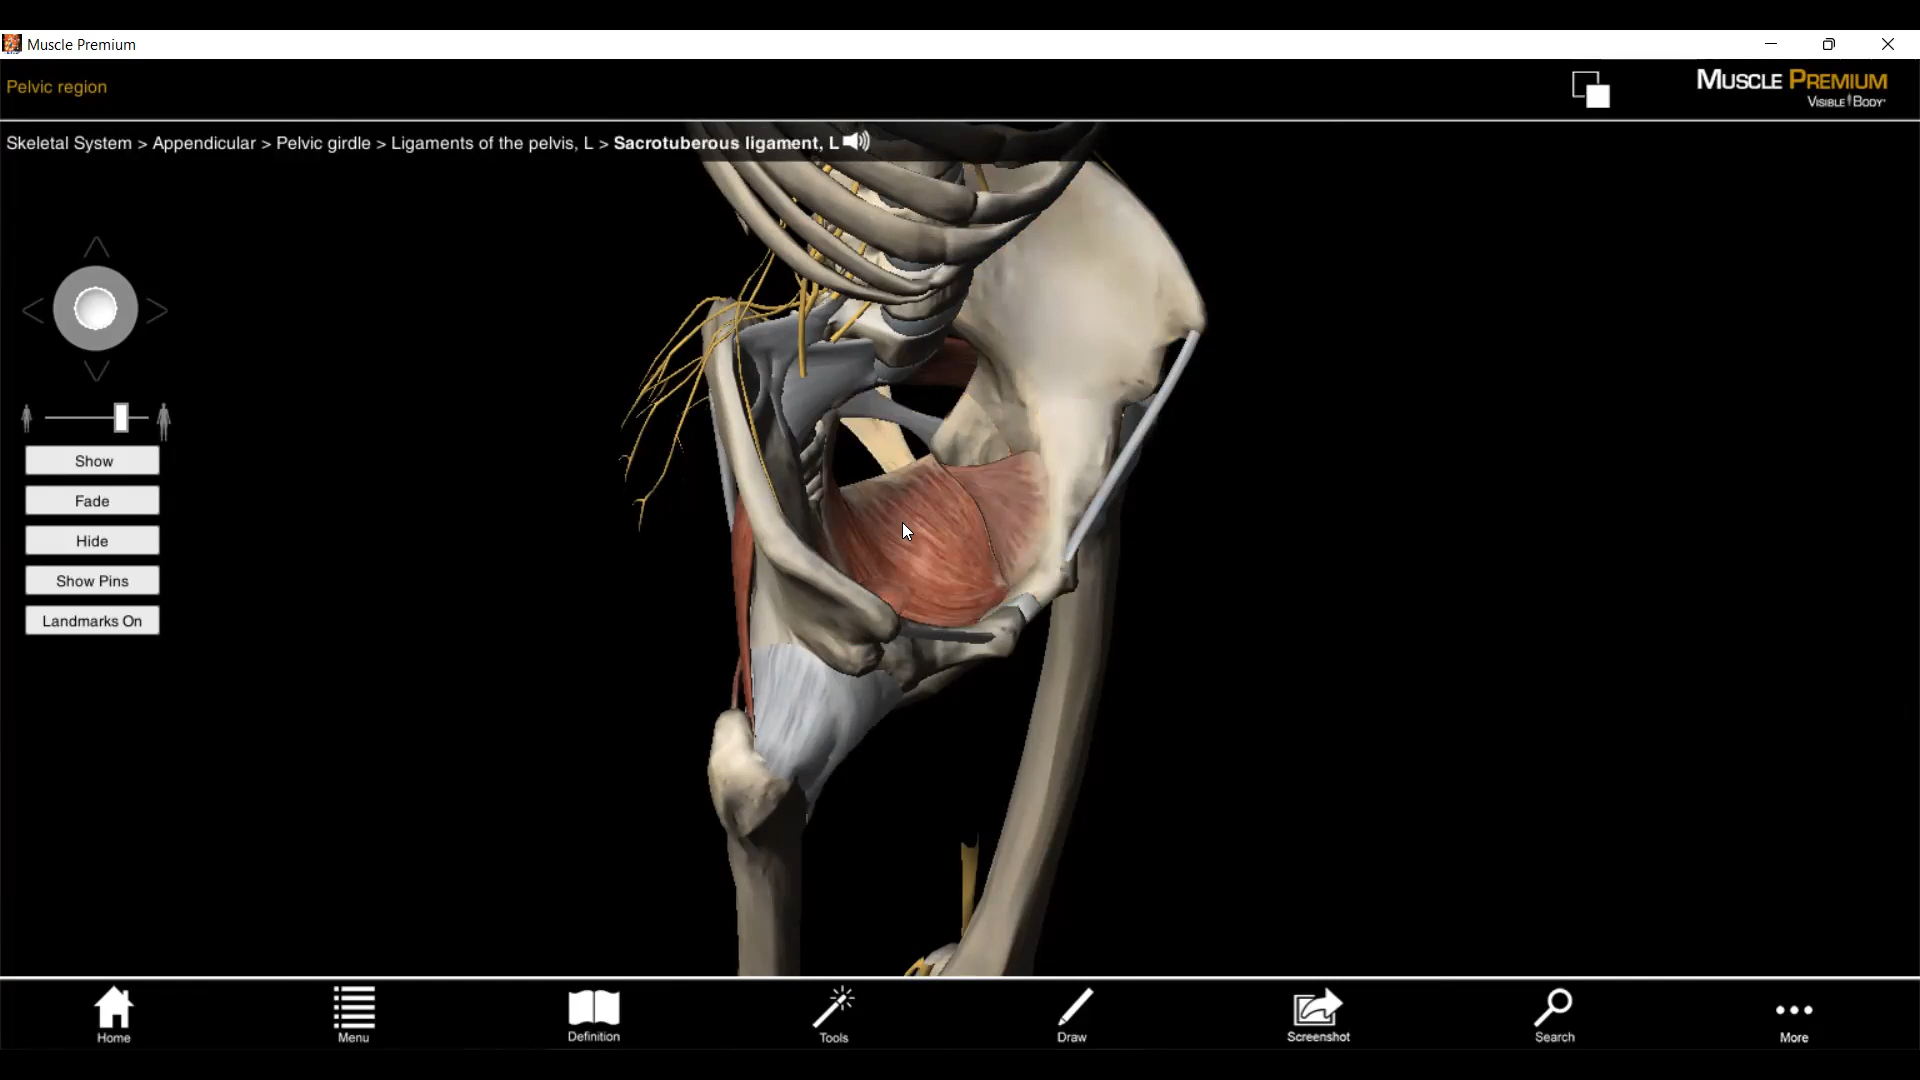 Muscle Premium
Pelvic region
MUSCLE PREMIUM
VISIBLE BODY
Skeletal System > Appendicular > Pelvic girdle > Ligaments of the pelvis, L > Sacrotuberous ligament, L
Show
Fade
Hide
Show Pins
Landmarks On
Home
Menu
Definition
Tools
Draw
Screenshot
Search
More